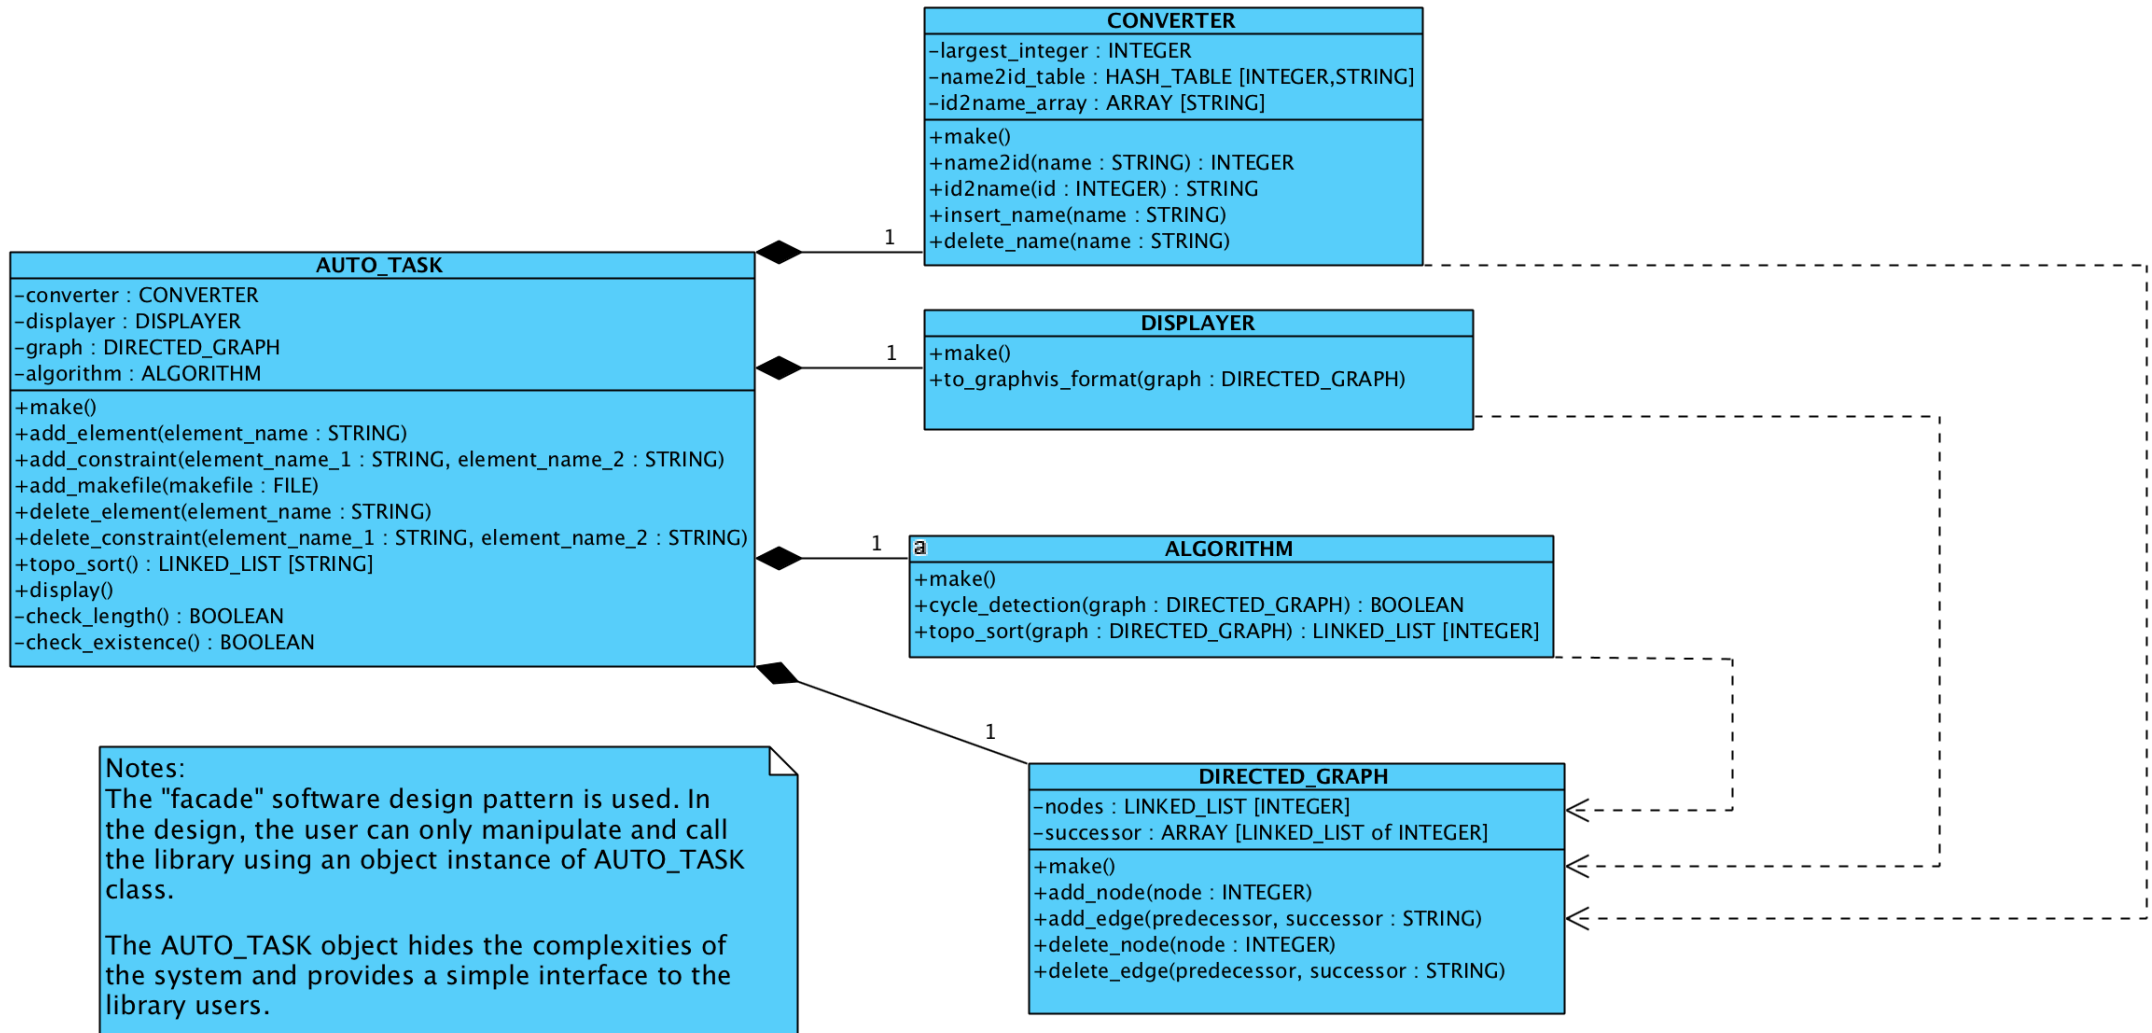 CONVERTER
-largest_integer : INTEGER
-name2id_table : HASH_TABLE [INTEGER,STRING]
-id2name_array : ARRAY [STRING]
+make()
+name2id(name : STRING) : INTEGER
+id2name(id : INTEGER) : STRING
+insert_name(name : STRING)
+delete_name(name : STRING)
1
AUTO_TASK
-converter : CONVERTER
-displayer : DISPLAYER
-graph : DIRECTED_GRAPH
-algorithm : ALGORITHM
+make()
+add_element(element_name : STRING)
+add_constraint(element_name_1 : STRING, element_name_2 : STRING)
+add_makefile(makefile : FILE)
+delete_element(element_name : STRING)
+delete_constraint(element_name_1 : STRING, element_name_2 : STRING)
+topo_sort() : LINKED_LIST [STRING]
+display()
-check_length() : BOOLEAN
-check_existence() : BOOLEAN
DISPLAYER
+make()
+to_graphvis_format(graph : DIRECTED_GRAPH)
1
1
a
ALGORITHM
+make()
+cycle_detection(graph : DIRECTED_GRAPH) : BOOLEAN
+topo_sort(graph : DIRECTED_GRAPH) : LINKED_LIST [INTEGER]
1
DIRECTED_GRAPH
-nodes : LINKED_LIST [INTEGER]
-successor : ARRAY [LINKED_LIST of INTEGER]
+make()
+add_node(node : INTEGER)
+add_edge(predecessor, successor : STRING)
+delete_node(node : INTEGER)
+delete_edge(predecessor, successor : STRING)
Notes:
The "facade" software design pattern is used. In
the design, the user can only manipulate and call
the library using an object instance of AUTO_TASK
class.
The AUTO_TASK object hides the complexities of
the system and provides a simple interface to the
library users.